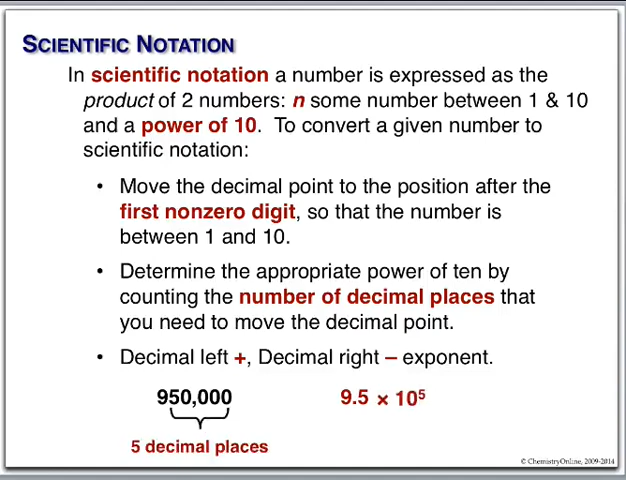 SCIENTIFIC NOTATION
In scientific notation a number is expressed as the
product of 2 numbers: n some number between 1 & 10
and a power of 10. To convert a given number to
scientific notation:
• Move the decimal point to the position after the
first nonzero digit, so that the number is
between 1 and 10.
• Determine the appropriate power of ten by
counting the number of decimal places that
you need to move the decimal point.
• Decimal left +, Decimal right – exponent.
950,000 9.5 × 10⁵
5 decimal places
© ChemistryOnline, 2009-2014